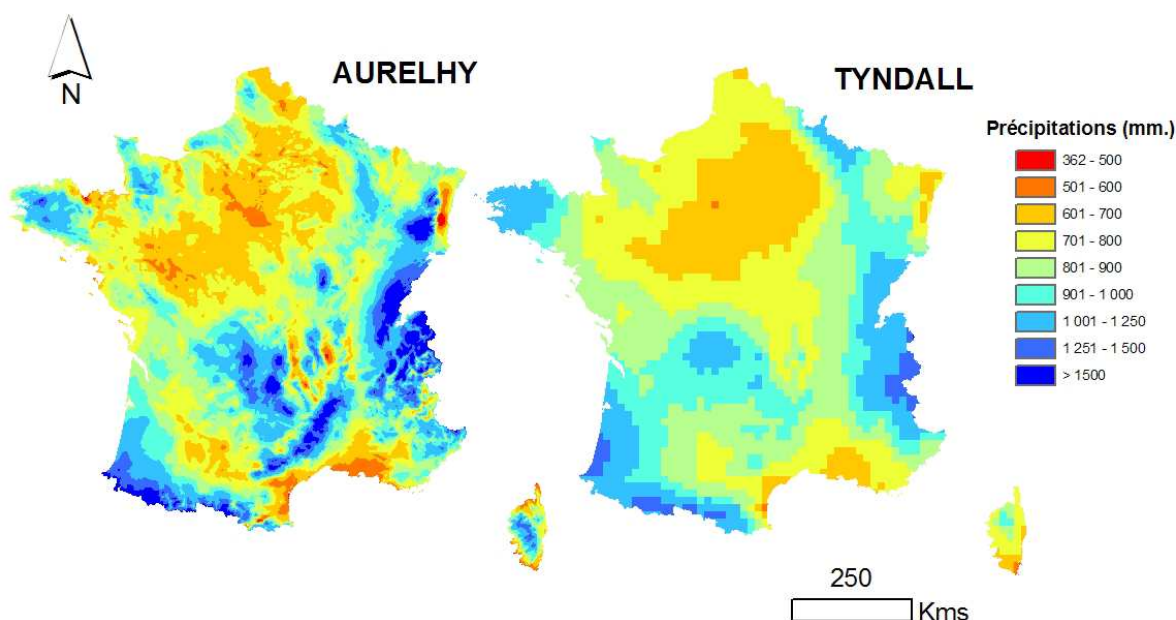 AURELHY
TYNDALL
N
Précipitations (mm.)
362 - 500
501 - 600
601 - 700
701 - 800
801 - 900
901 - 1 000
1 001 - 1 250
1 251 - 1 500
> 1500
250
Kms